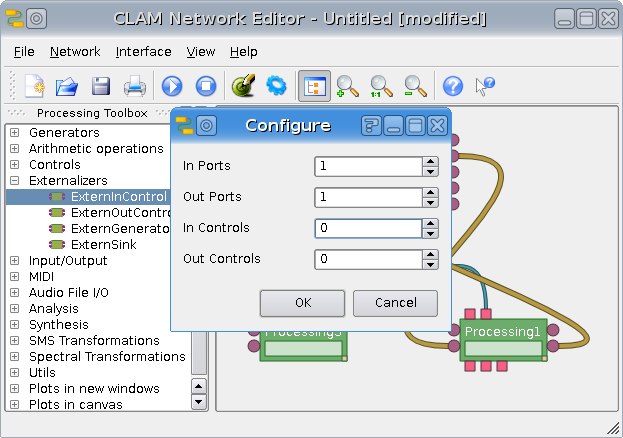 CLAM Network Editor - Untitled [modified]
File Network Interface View Help
1:1
Processing Toolbox
Generators
Arithmetic operations
Controls
Externalizers
ExternInControl
ExternOutContro
ExternGenerato
ExternSink
Input/Output
MIDI
Audio File I/O
Analysis
Synthesis
SMS Transformations
Spectral Transformations
Utils
Plots in new windows
Plots in canvas
Configure
In Ports 1
Out Ports 1
In Controls 0
Out Controls 0
OK Cancel
Processing1